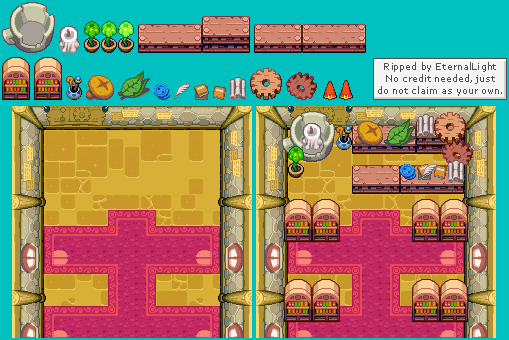 Ripped by EternalLight
No credit needed, just
do not claim as your own.